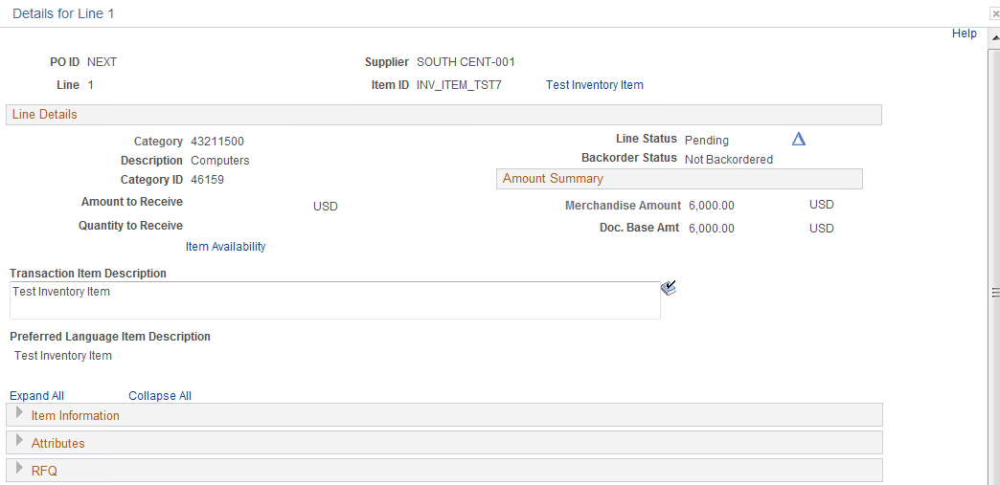 Details for Line 1
Help
PO ID NEXT Supplier SOUTH CENT-001
Line 1 Item ID INV_ITEM_TST7 Test Inventory Item
Line Details
Category 43211500 Line Status Pending
Description Computers Backorder Status Not Backordered
Category ID 46159 Amount Summary
Amount to Receive USD Merchandise Amount 6,000.00 USD
Quantity to Receive Doc. Base Amt 6,000.00 USD
Item Availability
Transaction Item Description
Test Inventory Item
Preferred Language Item Description
Test Inventory Item
Expand All Collapse All
Item Information
Attributes
RFQ